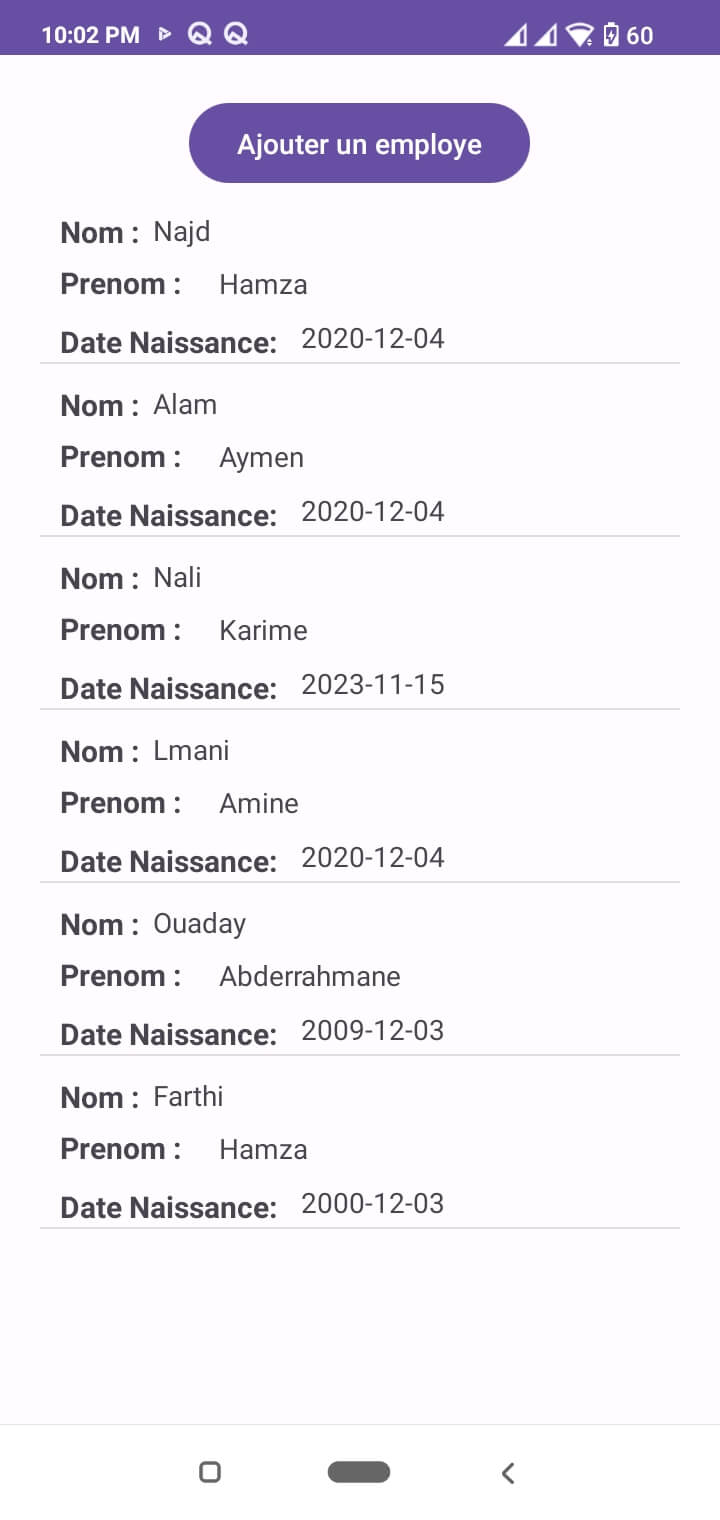 10:02 PM 60
Ajouter un employe
Nom : Najd
Prenom : Hamza
Date Naissance: 2020-12-04
Nom : Alam
Prenom : Aymen
Date Naissance: 2020-12-04
Nom : Nali
Prenom : Karime
Date Naissance: 2023-11-15
Nom : Lmani
Prenom : Amine
Date Naissance: 2020-12-04
Nom : Ouaday
Prenom : Abderrahmane
Date Naissance: 2009-12-03
Nom : Farthi
Prenom : Hamza
Date Naissance: 2000-12-03